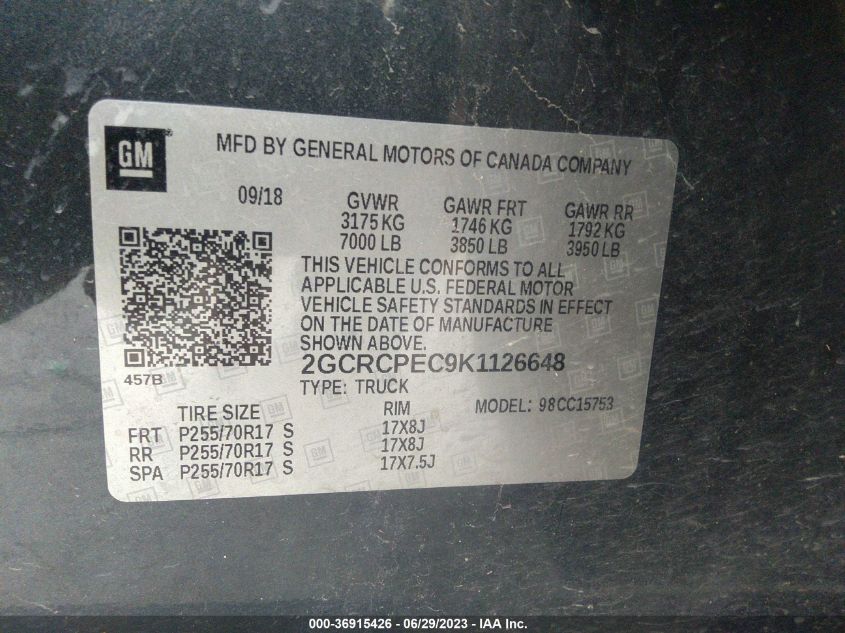 GM
MFD BY GENERAL MOTORS OF CANADA COMPANY
09/18
GVWR GAWR FRT GAWR RR
3175 KG 1746 KG 1792 KG
7000 LB 3850 LB 3950 LB
THIS VEHICLE CONFORMS TO ALL
APPLICABLE U.S. FEDERAL MOTOR
VEHICLE SAFETY STANDARDS IN EFFECT
ON THE DATE OF MANUFACTURE
SHOWN ABOVE.
457B
2GCRCPEC9K1126648
TYPE: TRUCK
MODEL: 98CC15753
TIRE SIZE RIM
FRT P255/70R17 S 17X8J
RR P255/70R17 S 17X8J
SPA P255/70R17 S 17X7.5J
000-36915426 - 06/29/2023 - IAA Inc.